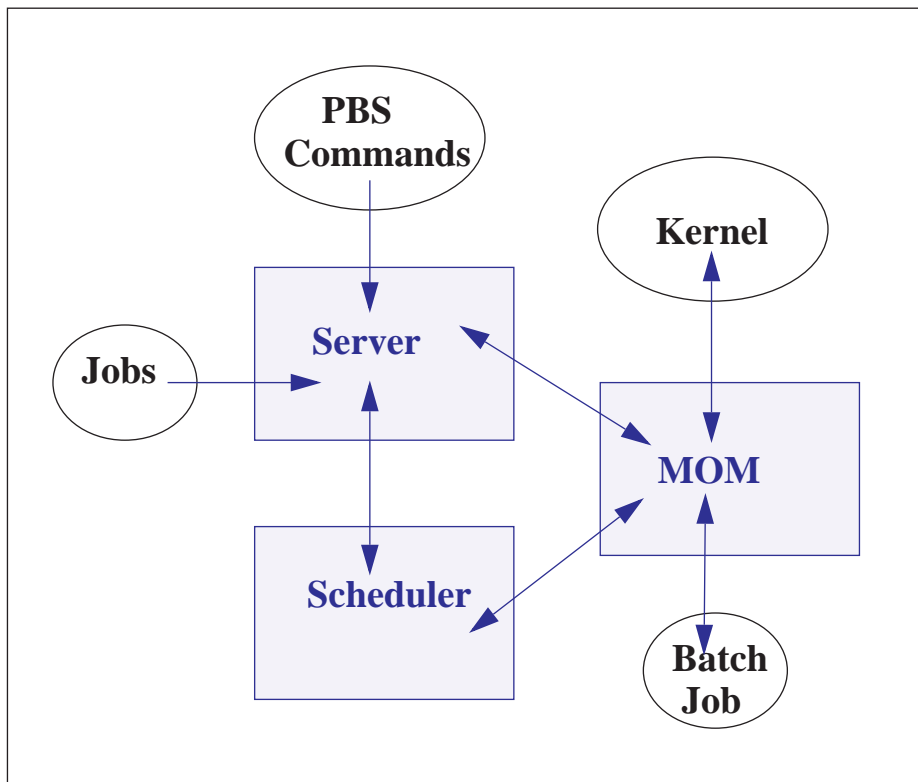 PBS
Commands
Kernel
Server
Jobs
MOM
Scheduler
Batch
Job